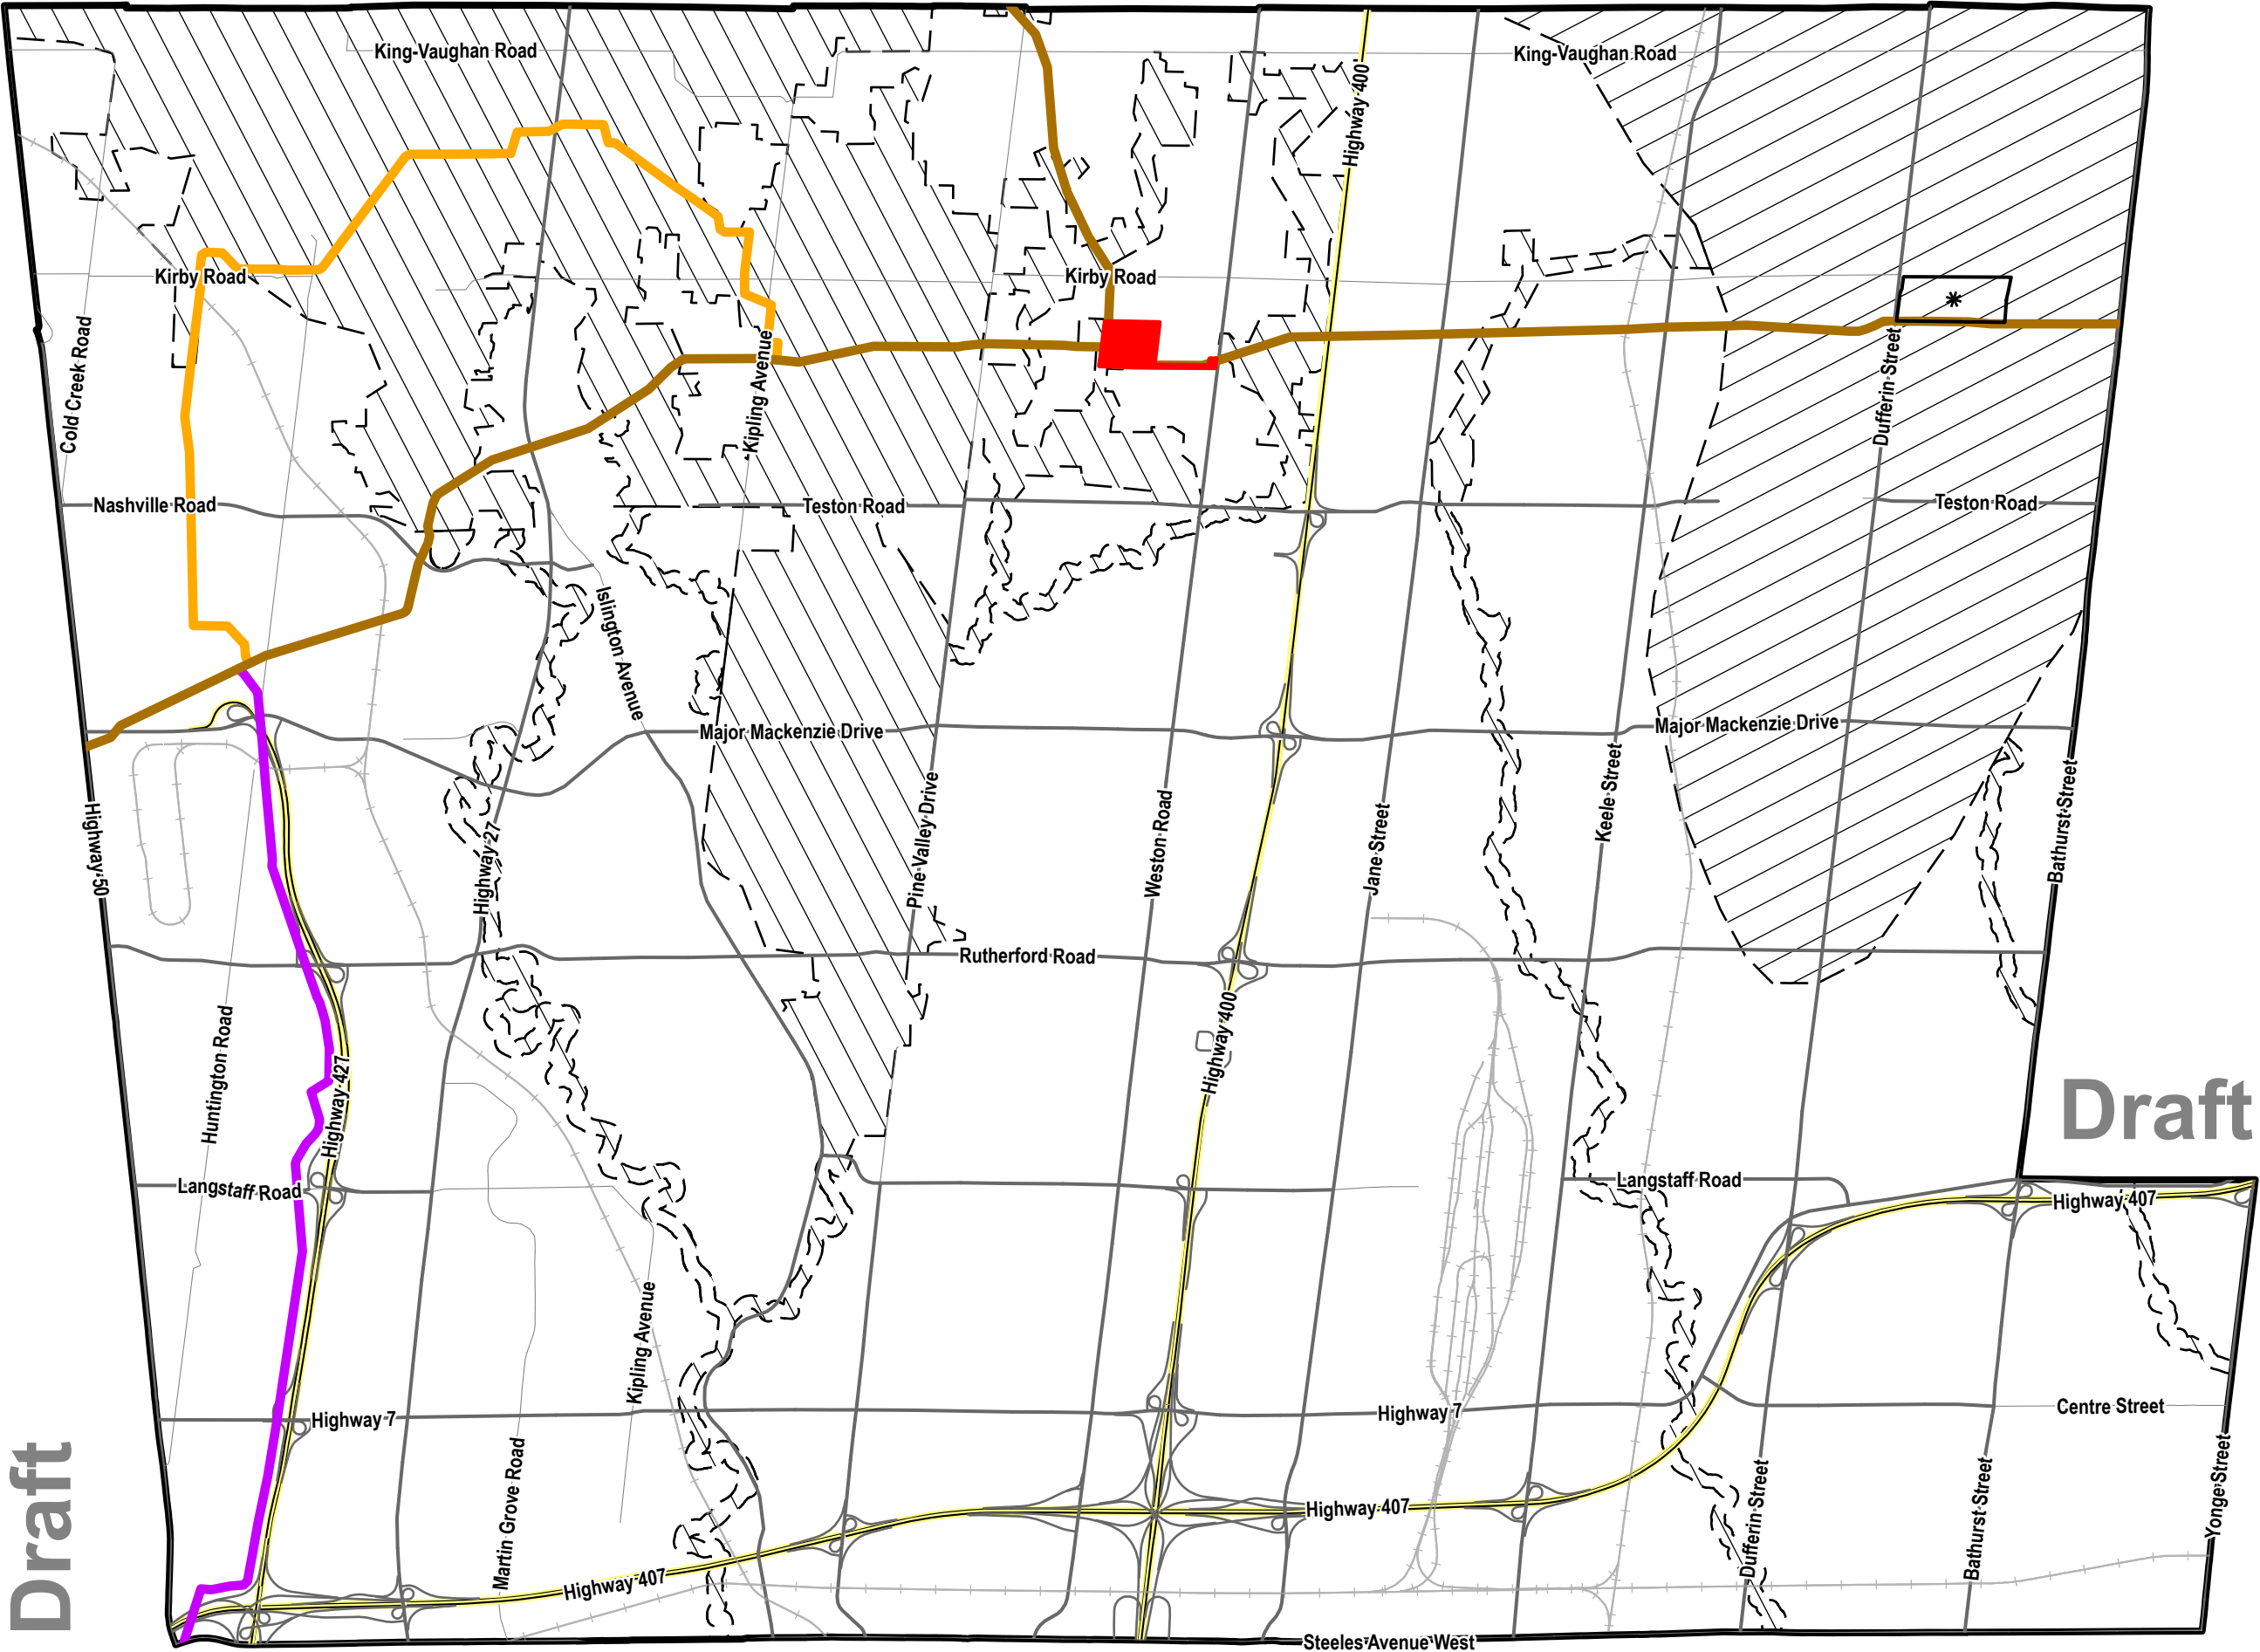 King-Vaughan Road
King-Vaughan Road
Highway 400
Kirby Road
Kirby Road
Cold Creek Road
Kipling Avenue
Dufferin Street
Nashville Road
Teston Road
Teston Road
Islington Avenue
Major Mackenzie Drive
Major Mackenzie Drive
Highway 50
Highway 27
Pine Valley Drive
Weston Road
Jane Street
Keele Street
Bathurst Street
Rutherford Road
Huntington Road
Highway 427
Highway 400
Draft
Langstaff Road
Langstaff Road
Highway 407
Kipling Avenue
Highway 7
Highway 7
Centre Street
Draft
Martin Grove Road
Highway 407
Highway 407
Dufferin Street
Bathurst Street
Yonge Street
Steeles Avenue West